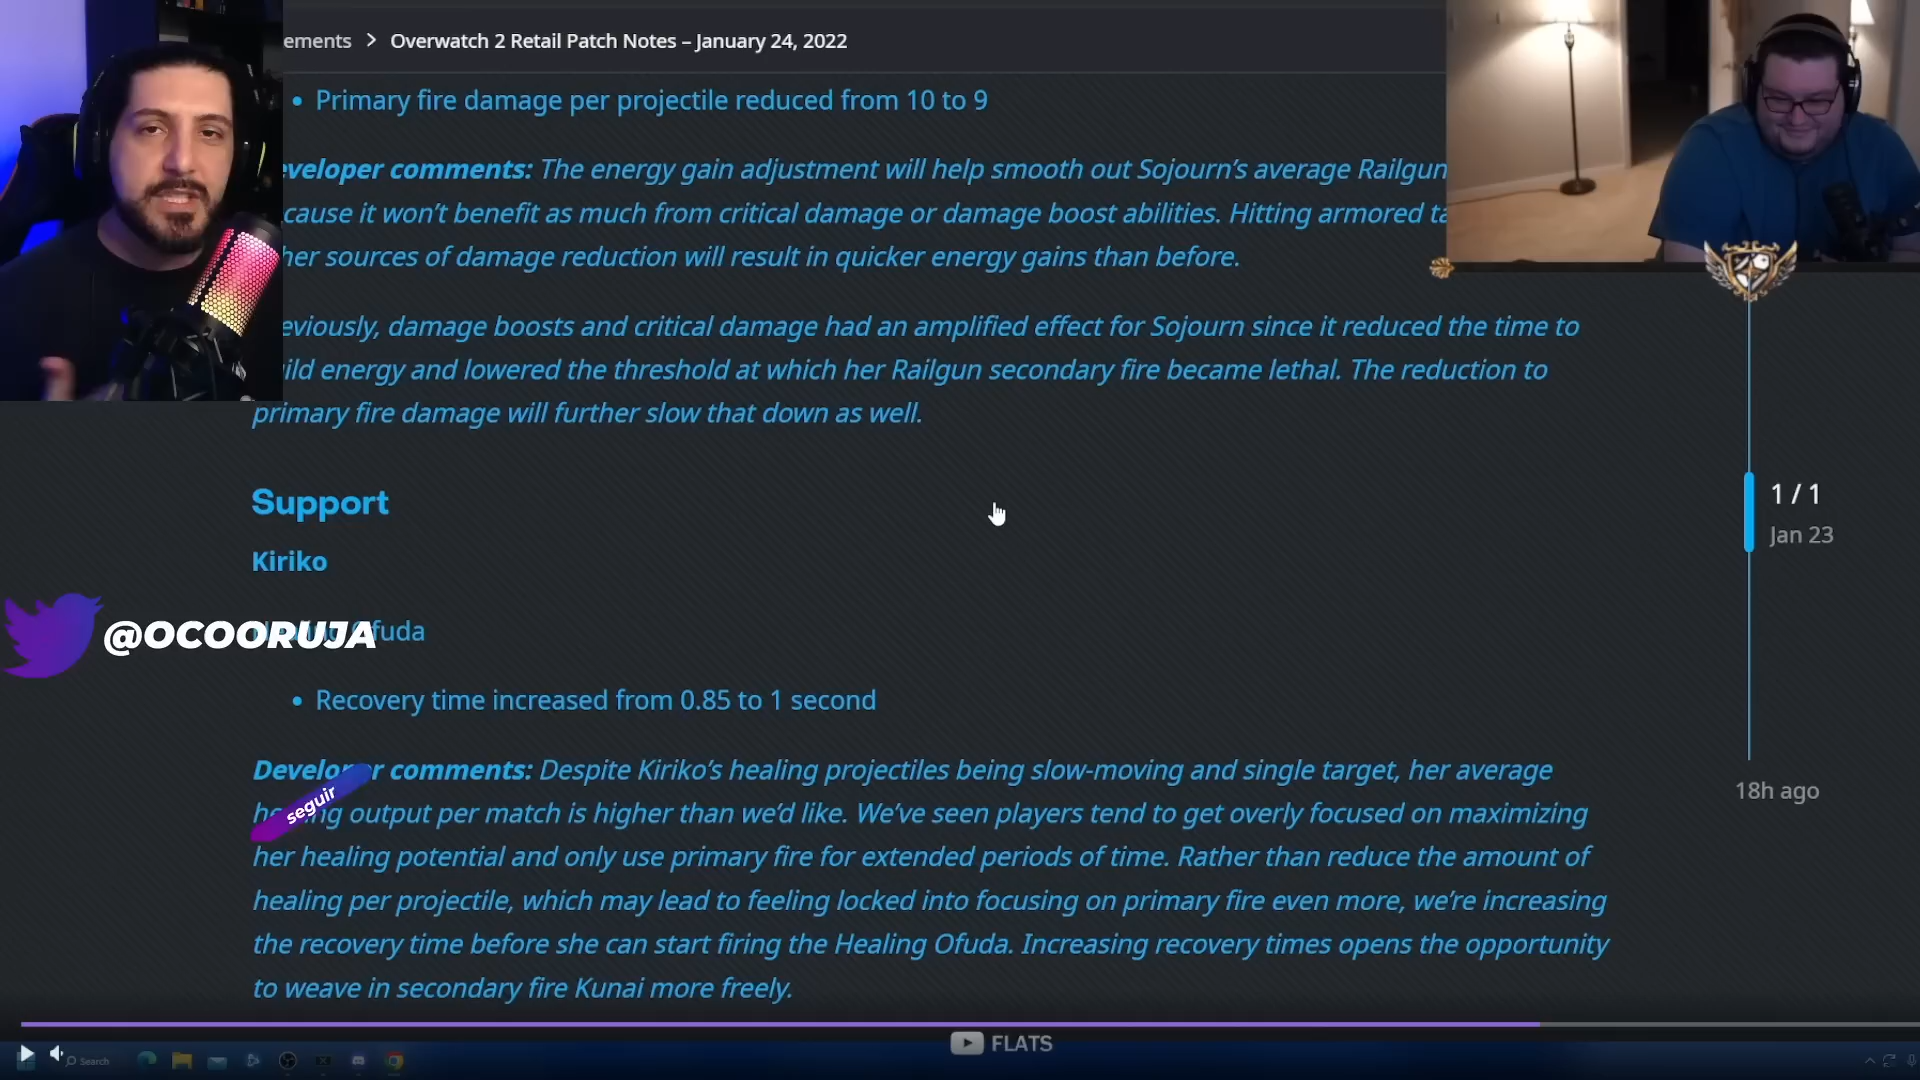 ements > Overwatch 2 Retail Patch Notes – January 24, 2022
• Primary fire damage per projectile reduced from 10 to 9
eveloper comments: The energy gain adjustment will help smooth out Sojourn's average Railgun
cause it won't benefit as much from critical damage or damage boost abilities. Hitting armored ta
her sources of damage reduction will result in quicker energy gains than before.
eviously, damage boosts and critical damage had an amplified effect for Sojourn since it reduced the time to
ild energy and lowered the threshold at which her Railgun secondary fire became lethal. The reduction to
primary fire damage will further slow that down as well.
Support
1 / 1
Jan 23
Kiriko
@OCOORUJA
fuda
• Recovery time increased from 0.85 to 1 second
Developer comments: Despite Kiriko's healing projectiles being slow-moving and single target, her average
seguir
output per match is higher than we'd like. We've seen players tend to get overly focused on maximizing
her healing potential and only use primary fire for extended periods of time. Rather than reduce the amount of
healing per projectile, which may lead to feeling locked into focusing on primary fire even more, we're increasing
the recovery time before she can start firing the Healing Ofuda. Increasing recovery times opens the opportunity
to weave in secondary fire Kunai more freely.
18h ago
FLATS
Search